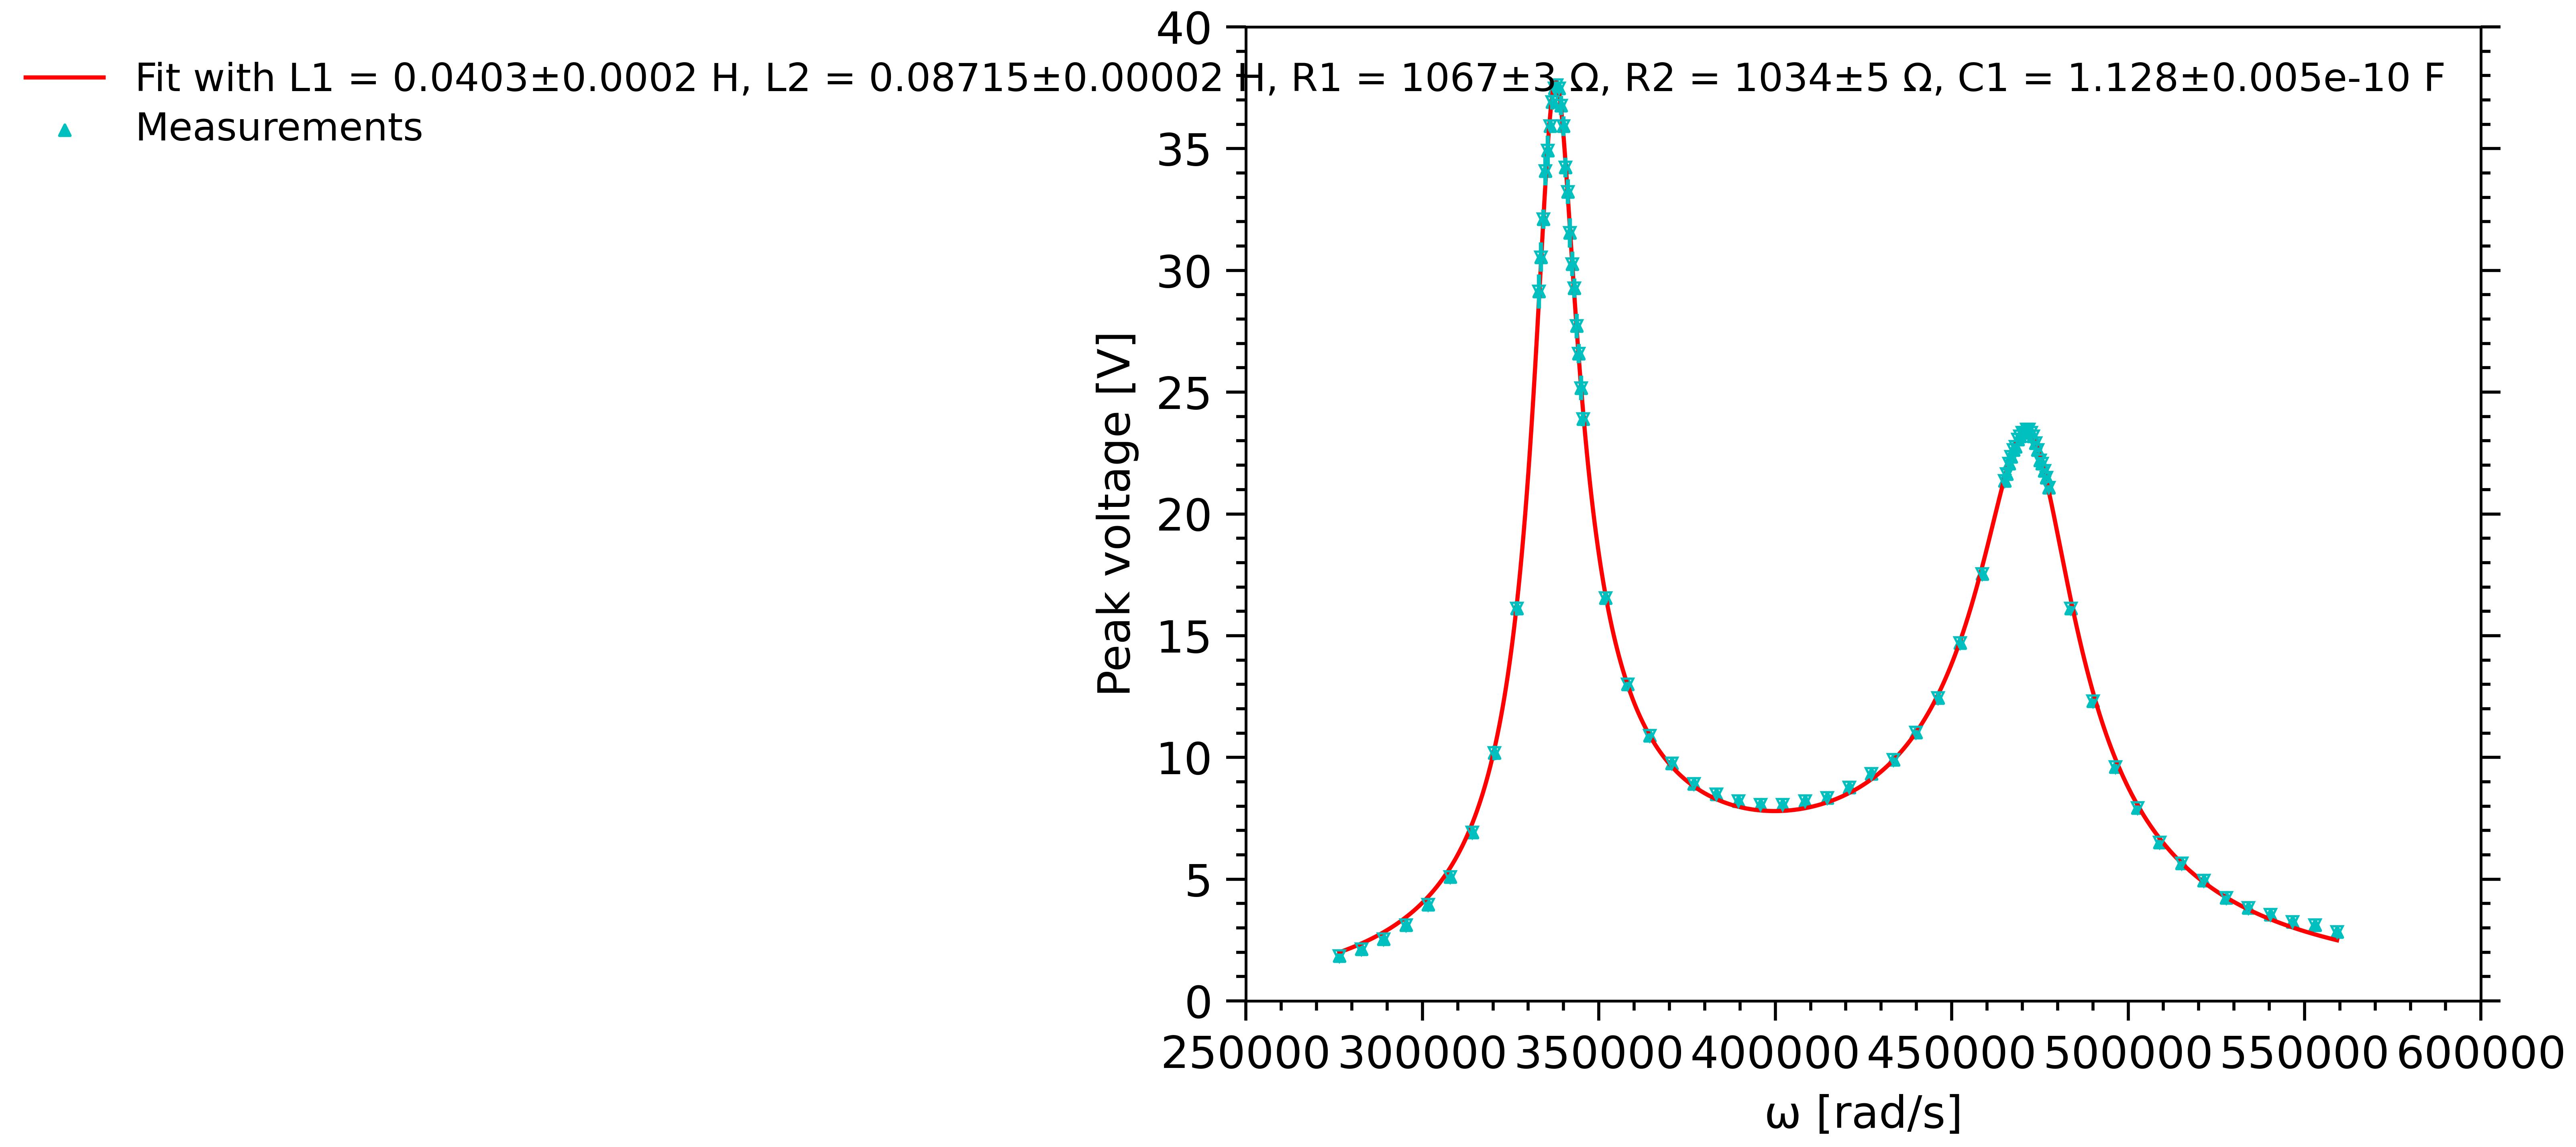 Fit with L1 = 0.0403±0.0002 H, L2 = 0.08715±0.00002 H, R1 = 1067±3 Ω, R2 = 1034±5 Ω, C1 = 1.128±0.005e-10 F
Measurements
40
35
30
25
20
15
10
5
0
Peak voltage [V]
250000 300000 350000 400000 450000 500000 550000 600000
ω [rad/s]